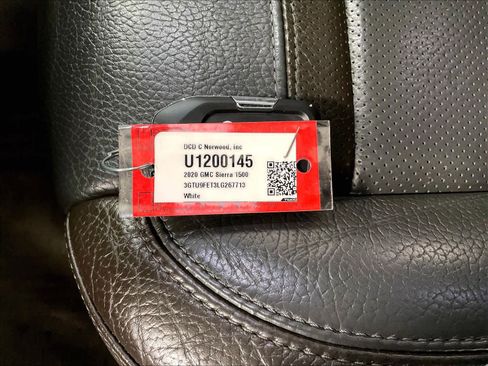 DCD C Norwood, inc
U1200145
2020 GMC Sierra 1500
3GTU9FET3LG267713
White